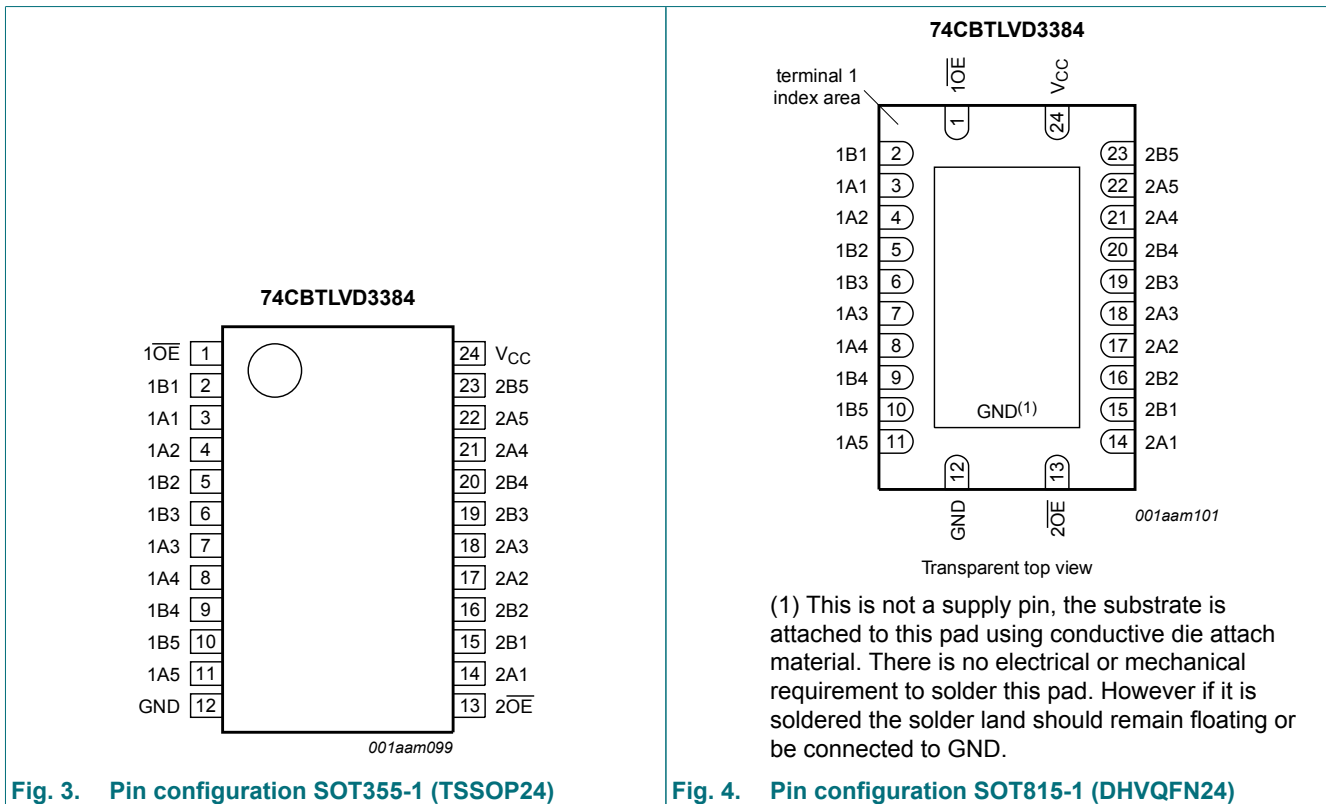 74CBTLVD3384
1OE 1
1B1 2
1A1 3
1A2 4
1B2 5
1B3 6
1A3 7
1A4 8
1B4 9
1B5 10
1A5 11
GND 12
24 VCC
23 2B5
22 2A5
21 2A4
20 2B4
19 2B3
18 2A3
17 2A2
16 2B2
15 2B1
14 2A1
13 2OE
001aam099
Fig. 3. Pin configuration SOT355-1 (TSSOP24)
74CBTLVD3384
terminal 1
index area
1OE
VCC
1
24
1B1 2
1A1 3
1A2 4
1B2 5
1B3 6
1A3 7
1A4 8
1B4 9
1B5 10
1A5 11
23 2B5
22 2A5
21 2A4
20 2B4
19 2B3
18 2A3
17 2A2
16 2B2
15 2B1
14 2A1
GND(1)
12
13
GND
2OE
001aam101
Transparent top view
(1) This is not a supply pin, the substrate is
attached to this pad using conductive die attach
material. There is no electrical or mechanical
requirement to solder this pad. However if it is
soldered the solder land should remain floating or
be connected to GND.
Fig. 4. Pin configuration SOT815-1 (DHVQFN24)